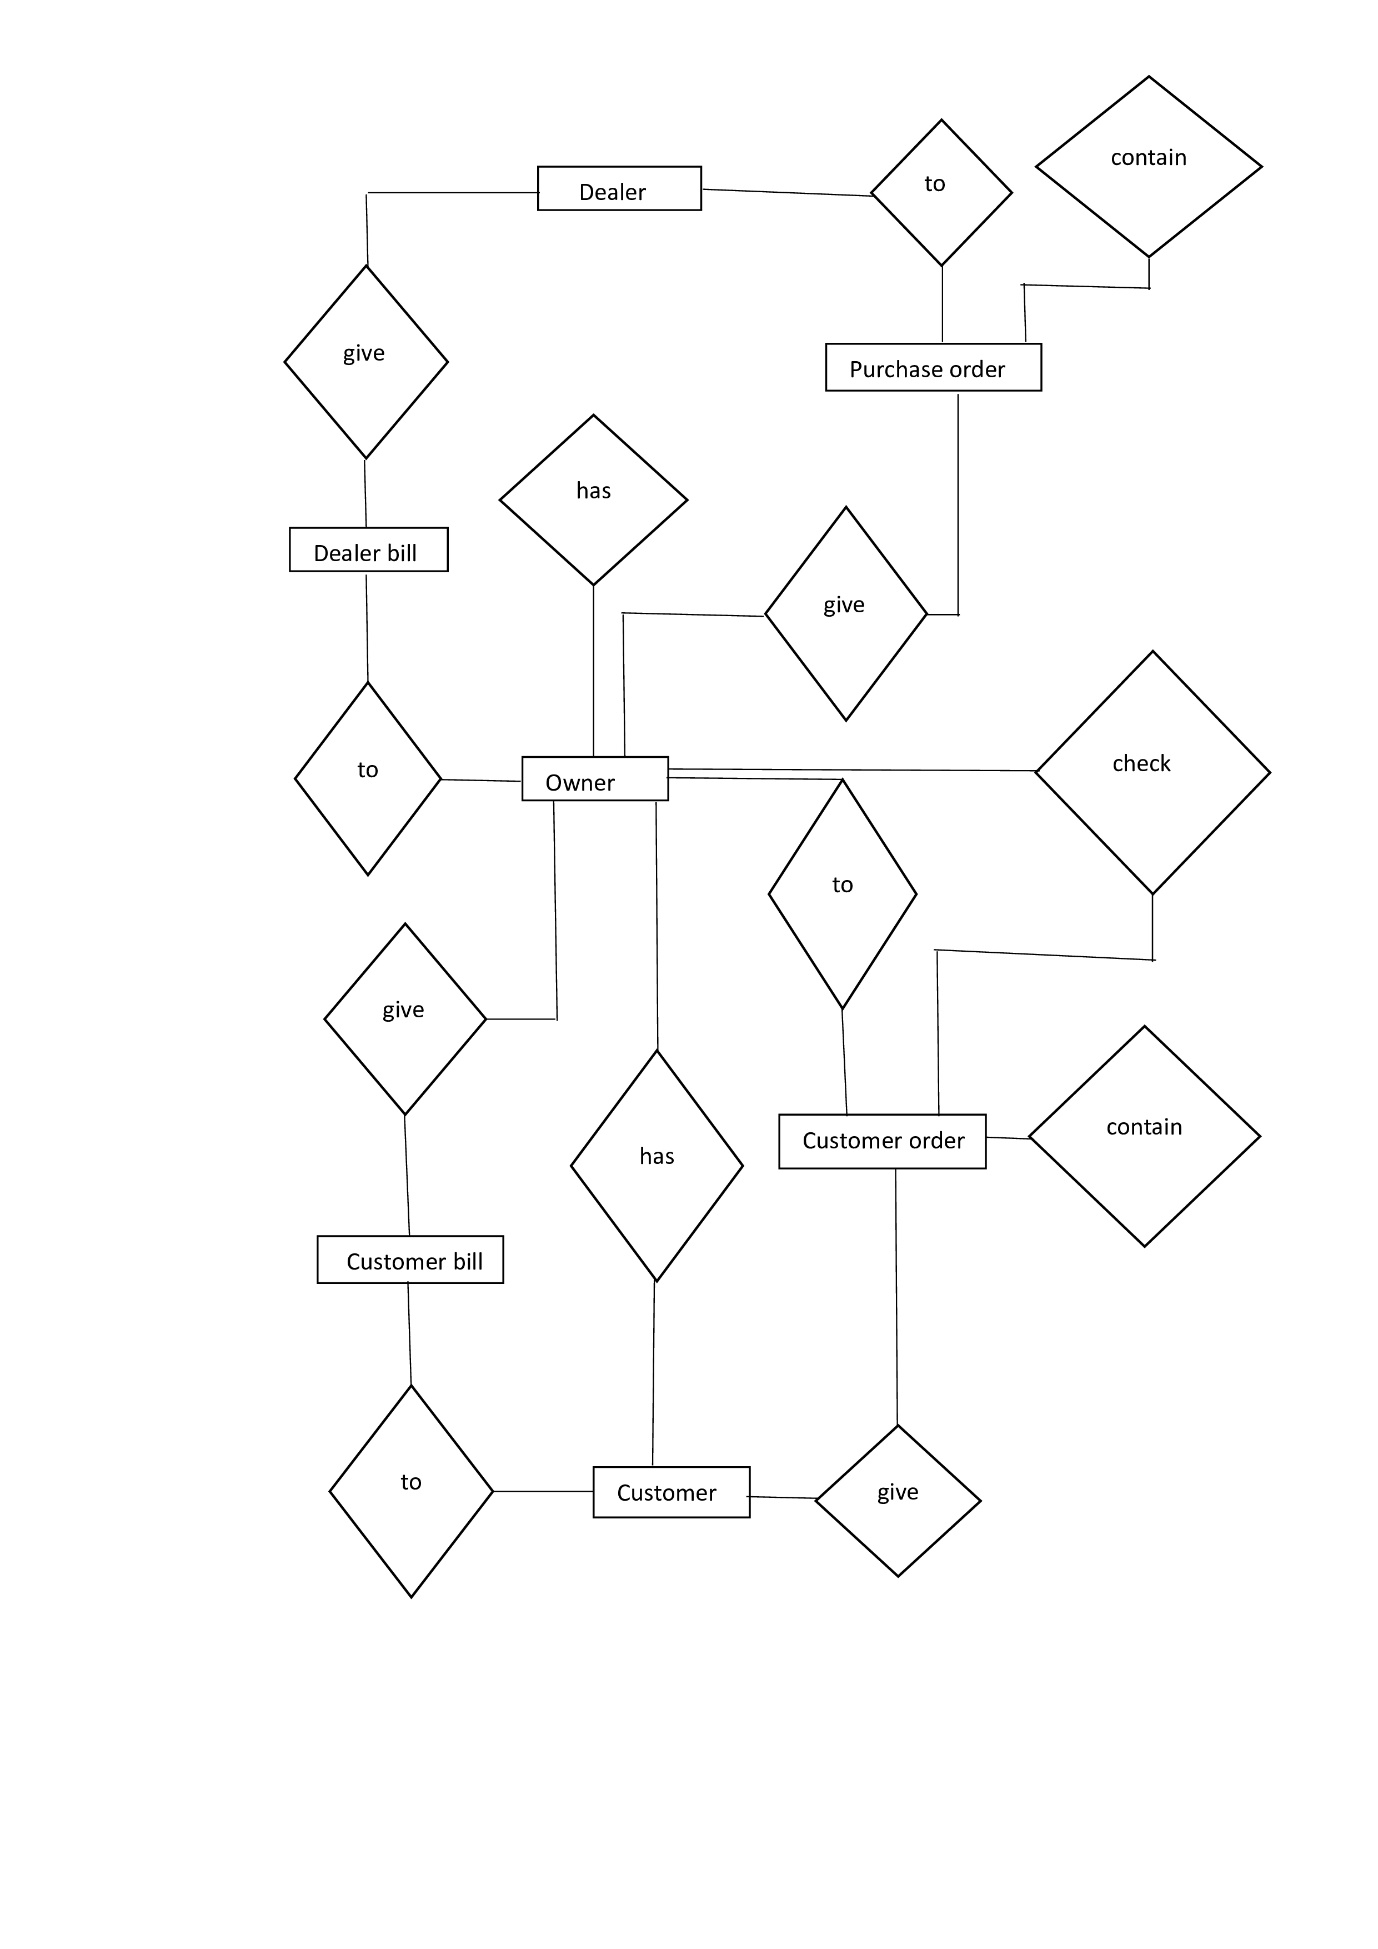 contain
to
Dealer
give
Purchase order
has
Dealer bill
give
check
to
Owner
to
give
contain
Customer order
has
Customer bill
to
give
Customer